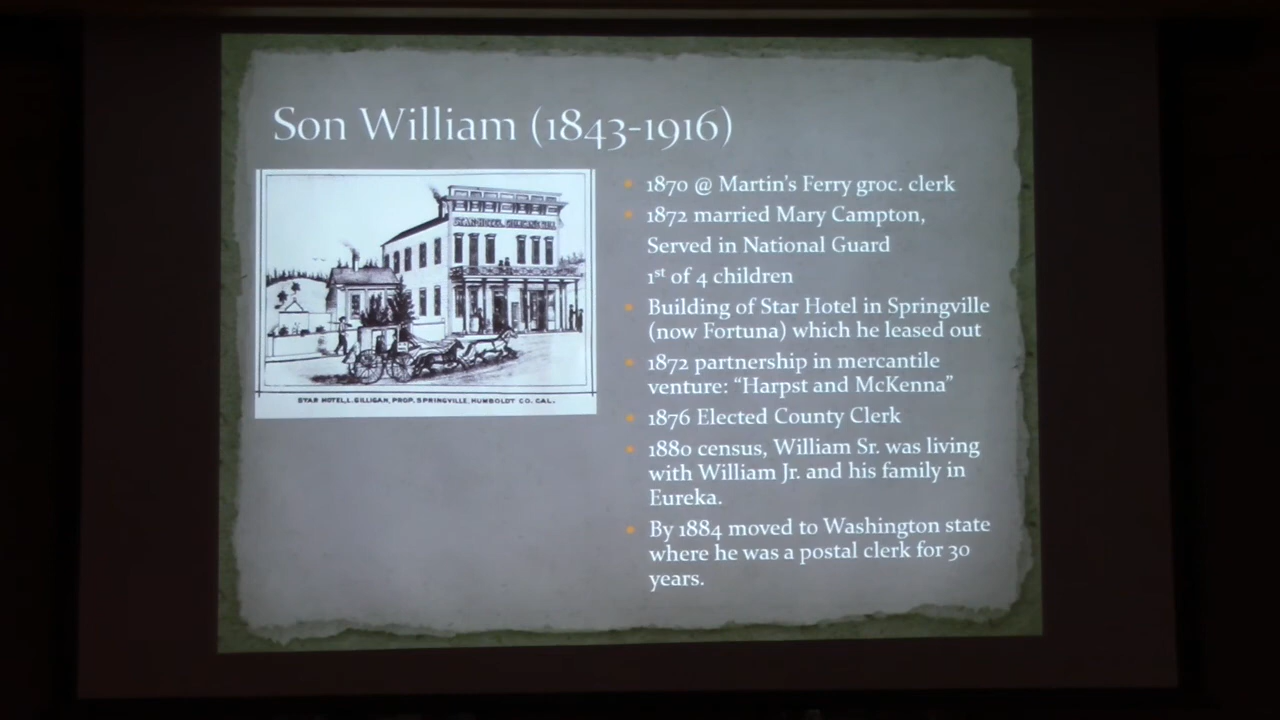 Son William (1843-1916)
STAR HOTEL, L. GILLIGAN, PROP. SPRINGVILLE, HUMBOLDT CO. CAL.
1870 @ Martin's Ferry groc. clerk
1872 married Mary Campton,
Served in National Guard
1st of 4 children
Building of Star Hotel in Springville
(now Fortuna) which he leased out
1872 partnership in mercantile
venture: “Harpst and McKenna”
1876 Elected County Clerk
1880 census, William Sr. was living
with William Jr. and his family in
Eureka.
By 1884 moved to Washington state
where he was a postal clerk for 30
years.